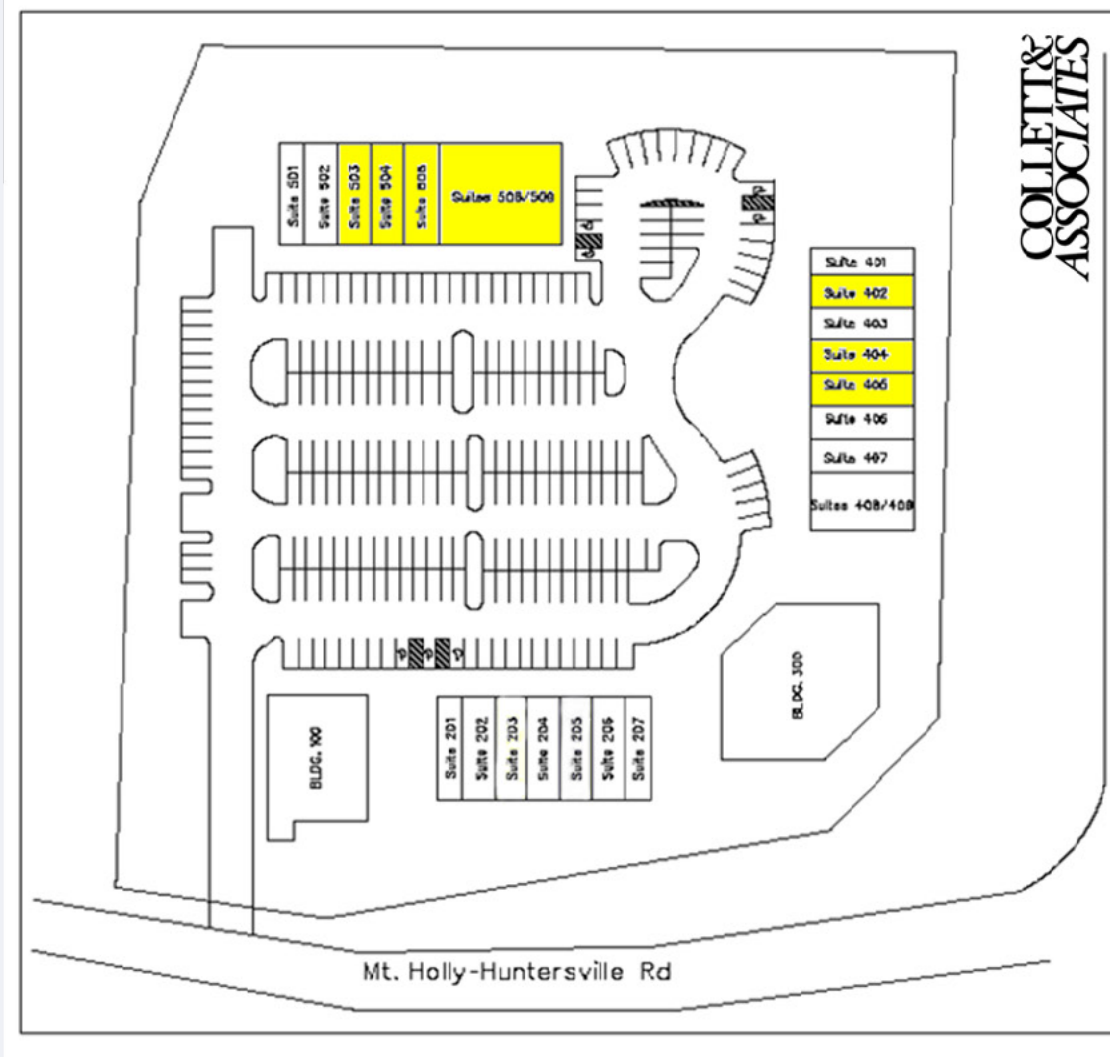 COLLETT&
ASSOCIATES
Suite 501
Suite 502
Suite 503
Suite 504
Suite 505
Suites 508/508
Suite 401
Suite 402
Suite 403
Suite 404
Suite 405
Suite 406
Suite 407
Suites 408/409
BLDG. 300
BLDG. 100
Suite 201
Suite 202
Suite 203
Suite 204
Suite 205
Suite 206
Suite 207
Mt. Holly-Huntersville Rd